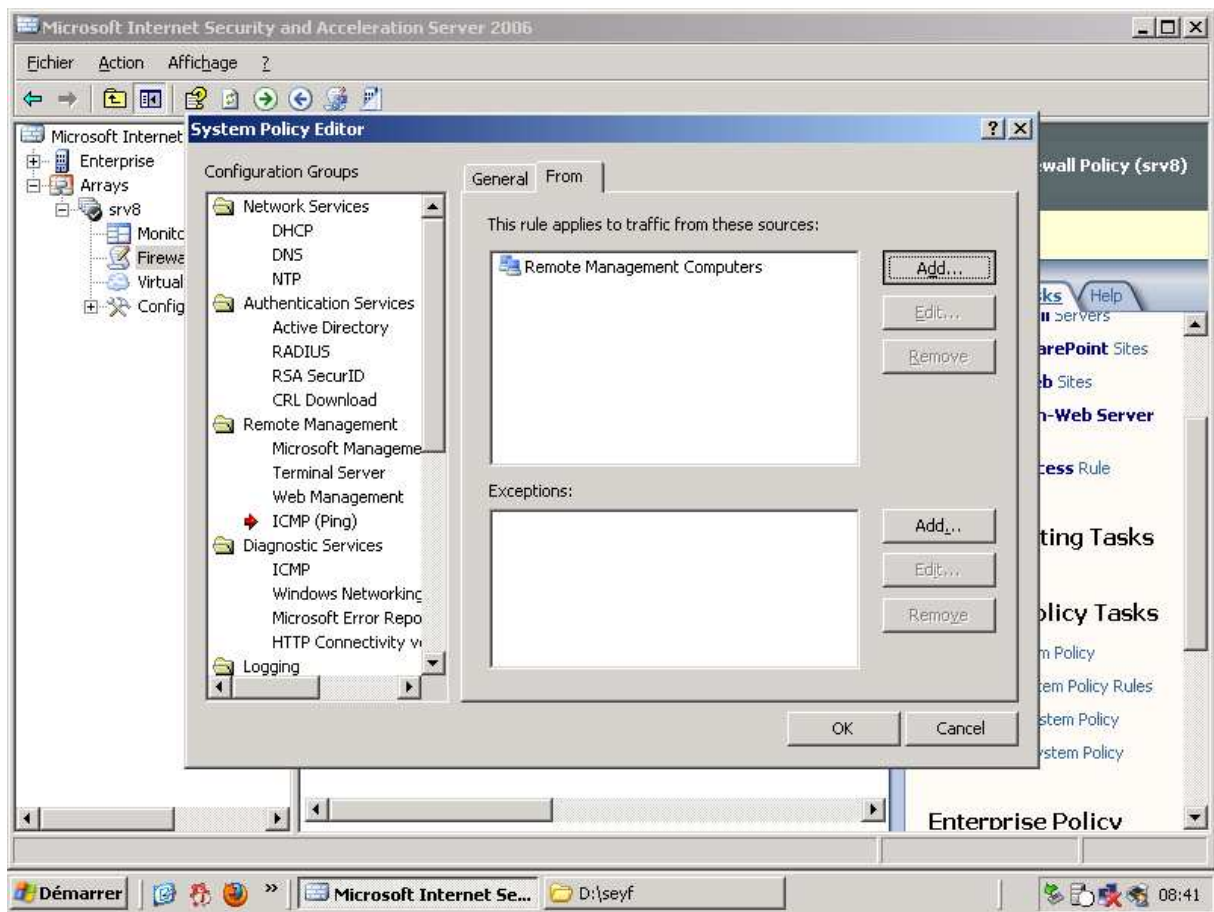 Microsoft Internet Security and Acceleration Server 2006
Fichier Action Affichage ?
System Policy Editor
Microsoft Internet
Enterprise
Arrays
srv8
Monito
Firewa
Virtual
Config
Configuration Groups
Network Services
DHCP
DNS
NTP
Authentication Services
Active Directory
RADIUS
RSA SecurID
CRL Download
Remote Management
Microsoft Manageme
Terminal Server
Web Management
ICMP (Ping)
Diagnostic Services
ICMP
Windows Networking
Microsoft Error Repo
HTTP Connectivity v
Logging
General From
This rule applies to traffic from these sources:
Remote Management Computers
Add...
Edit...
Remove
Exceptions:
Add...
Edit...
Remove
OK Cancel
wall Policy (srv8)
ks Help
Servers
arePoint Sites
b Sites
n-Web Server
cess Rule
ting Tasks
olicy Tasks
m Policy
tem Policy Rules
stem Policy
ystem Policy
Enterprise Policy
Démarrer » Microsoft Internet Se... D:\seyf 08:41